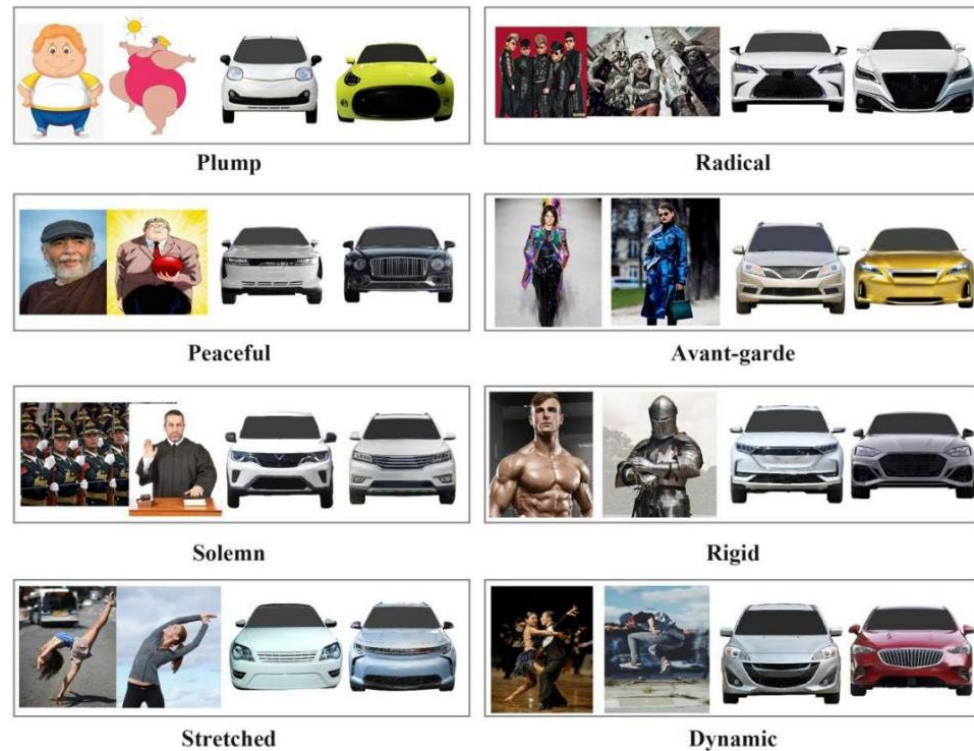 Plump
Radical
Peaceful
Avant-garde
Solemn
Rigid
Stretched
Dynamic